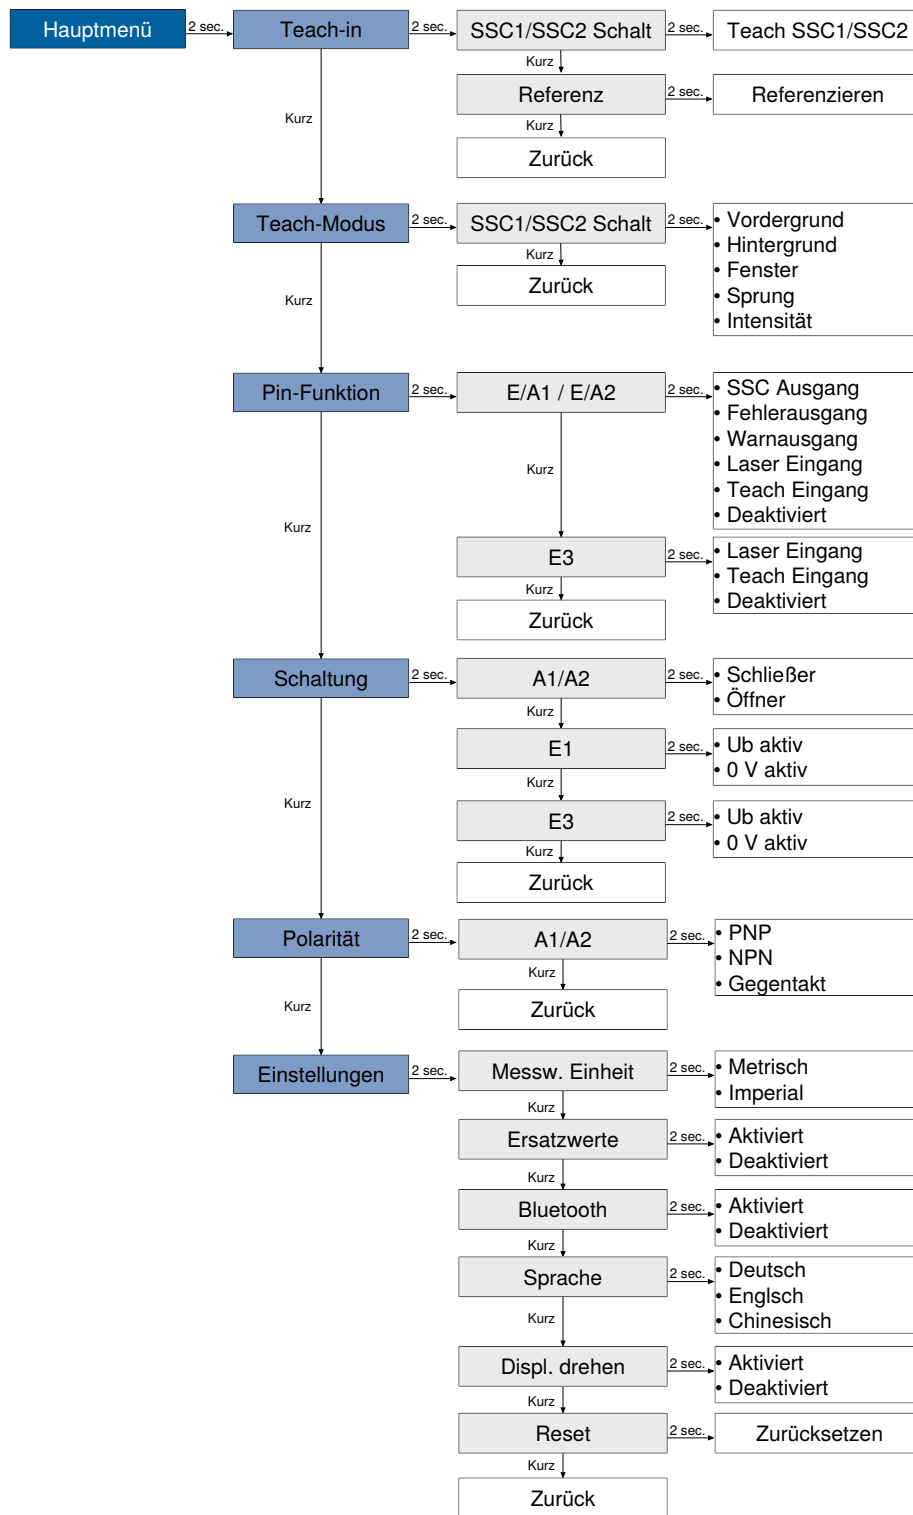 Hauptmenü
2 sec.
Teach-in
2 sec.
SSC1/SSC2 Schalt
2 sec.
Teach SSC1/SSC2
Kurz
Referenz
2 sec.
Referenzieren
Kurz
Kurz
Zurück
Teach-Modus
2 sec.
SSC1/SSC2 Schalt
2 sec.
• Vordergrund
• Hintergrund
• Fenster
• Sprung
• Intensität
Kurz
Zurück
Kurz
Pin-Funktion
2 sec.
E/A1 / E/A2
2 sec.
• SSC Ausgang
• Fehlerausgang
• Warnausgang
• Laser Eingang
• Teach Eingang
• Deaktiviert
Kurz
Kurz
E3
2 sec.
• Laser Eingang
• Teach Eingang
• Deaktiviert
Kurz
Zurück
Schaltung
2 sec.
A1/A2
2 sec.
• Schließer
• Öffner
Kurz
E1
2 sec.
• Ub aktiv
• 0 V aktiv
Kurz
Kurz
E3
2 sec.
• Ub aktiv
• 0 V aktiv
Kurz
Zurück
Polarität
2 sec.
A1/A2
2 sec.
• PNP
• NPN
• Gegentakt
Kurz
Zurück
Kurz
Einstellungen
2 sec.
Messw. Einheit
2 sec.
• Metrisch
• Imperial
Kurz
Ersatzwerte
2 sec.
• Aktiviert
• Deaktiviert
Kurz
Bluetooth
2 sec.
• Aktiviert
• Deaktiviert
Kurz
Sprache
2 sec.
• Deutsch
• Englsch
• Chinesisch
Kurz
Displ. drehen
2 sec.
• Aktiviert
• Deaktiviert
Kurz
Reset
2 sec.
Zurücksetzen
Kurz
Zurück